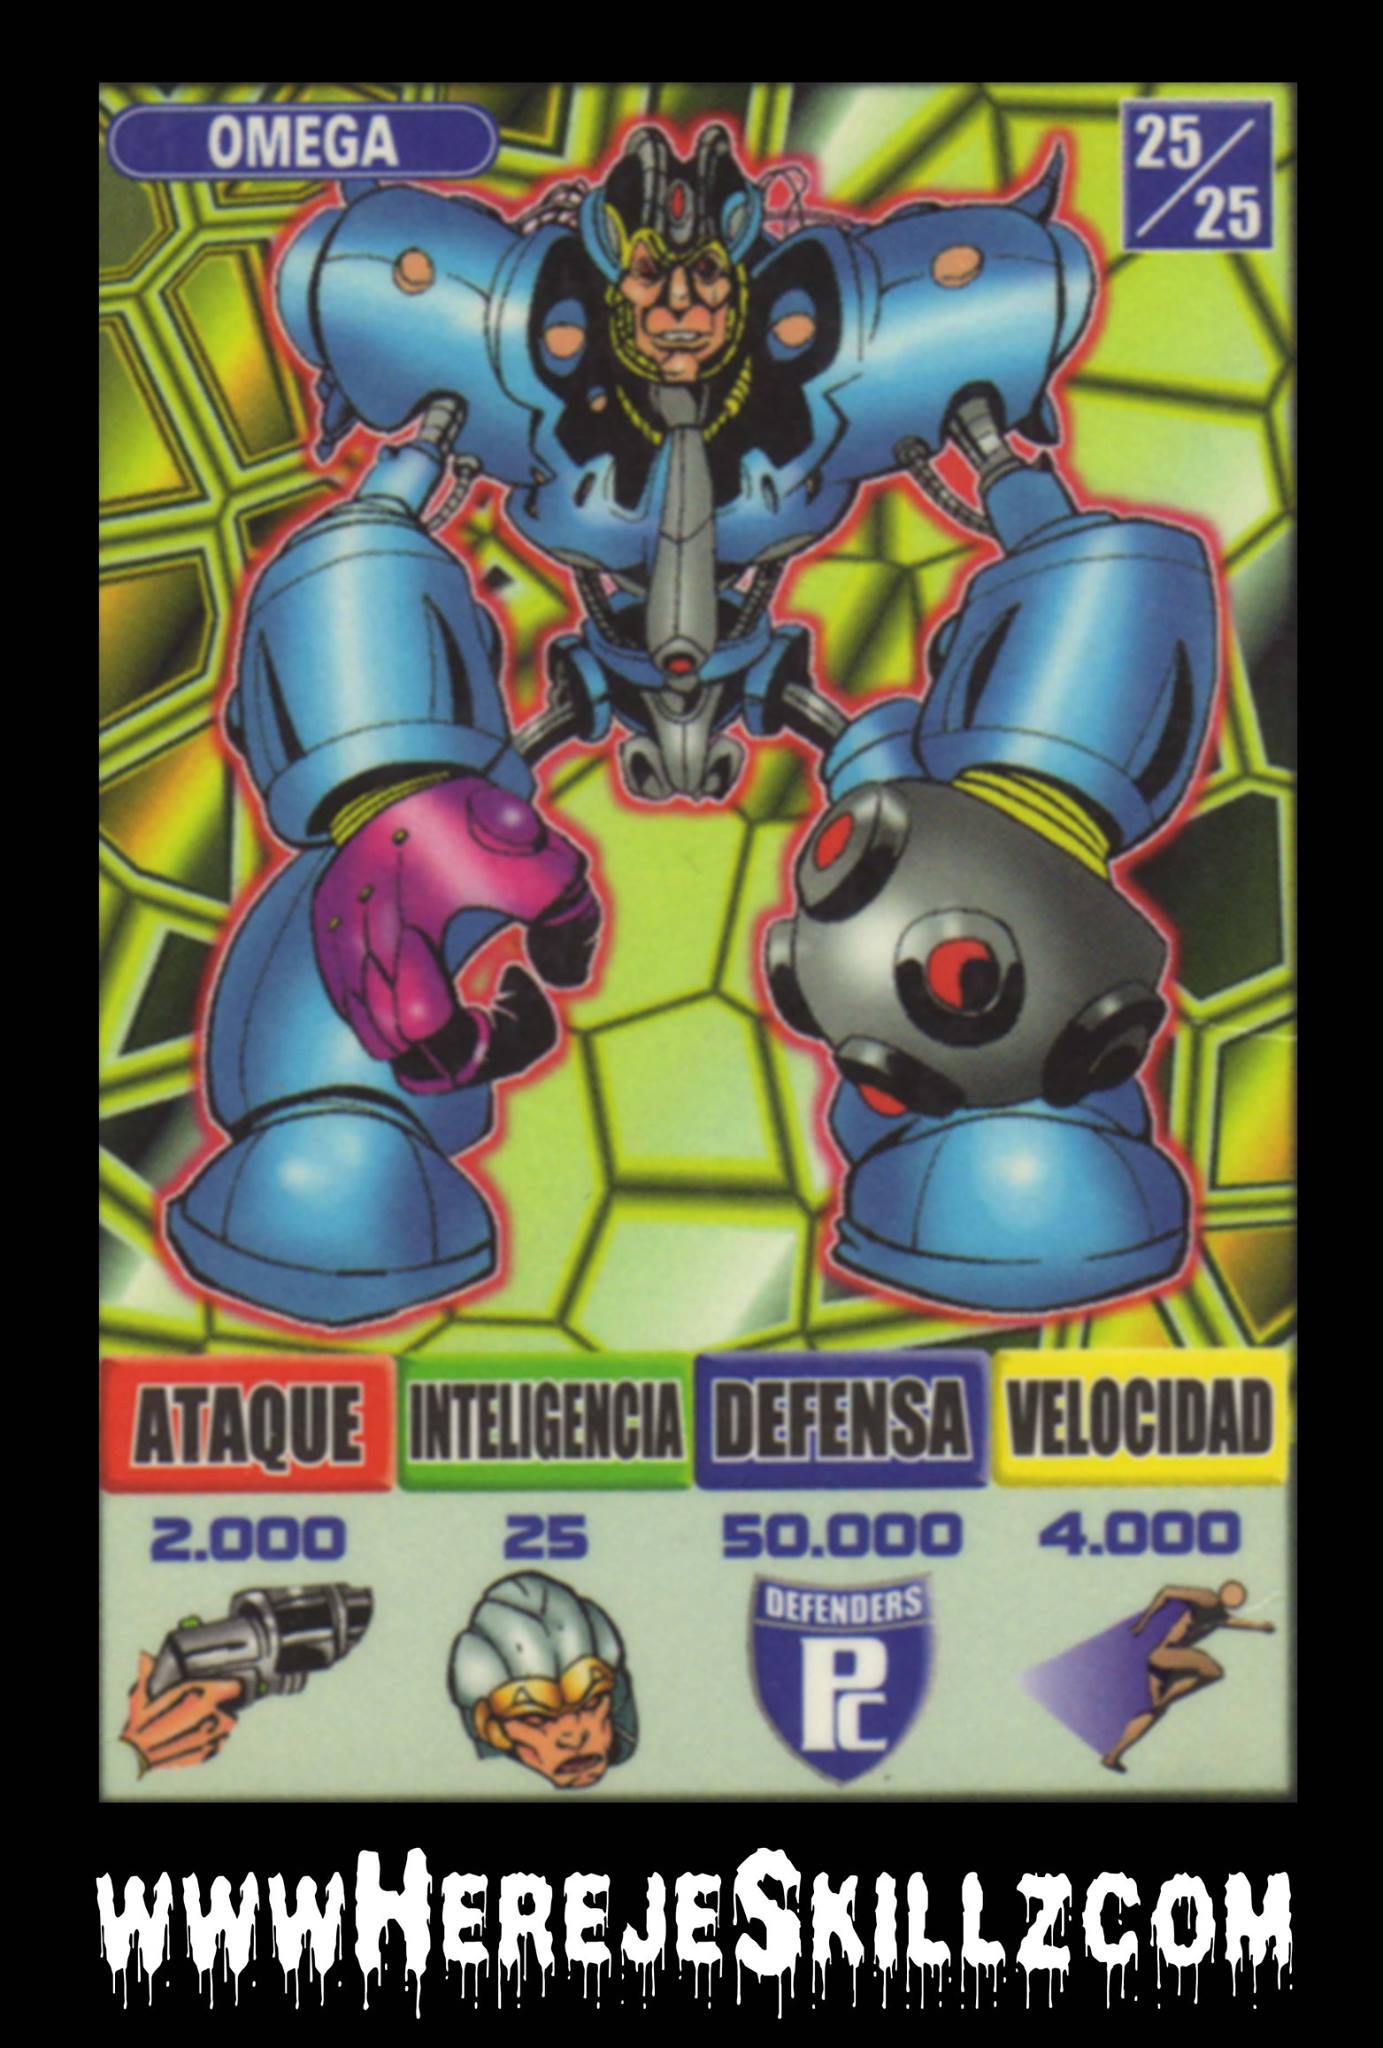 OMEGA
25/25
ATAQUE INTELIGENCIA DEFENSA VELOCIDAD
2.000 25 50.000 4.000
DEFENDERS
PC
wwwHerejeSkillzcom